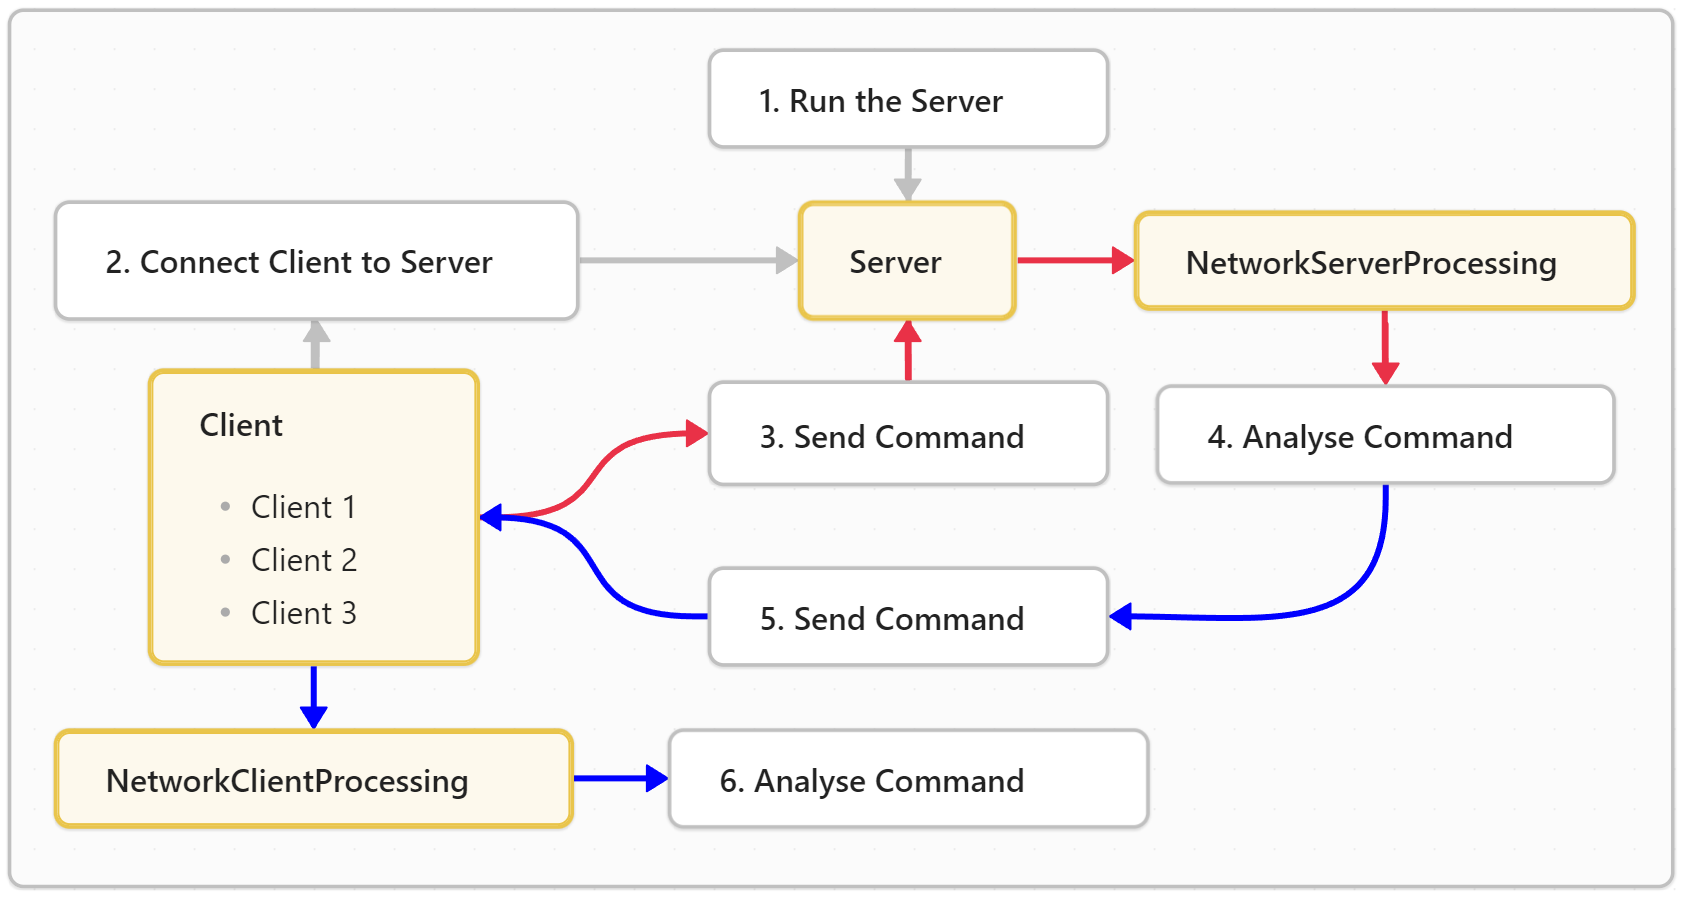 1. Run the Server
2. Connect Client to Server
Server
NetworkServerProcessing
Client
Client 1
Client 2
Client 3
3. Send Command
4. Analyse Command
5. Send Command
NetworkClientProcessing
6. Analyse Command